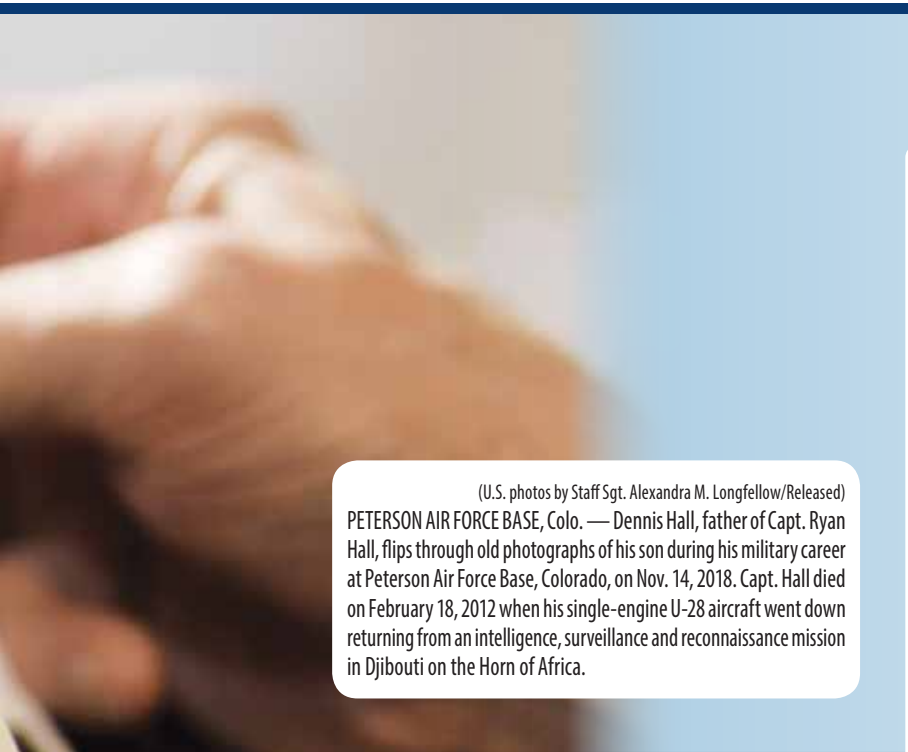 (U.S. photos by Staff Sgt. Alexandra M. Longfellow/Released)
PETERSON AIR FORCE BASE, Colo. — Dennis Hall, father of Capt. Ryan
Hall, flips through old photographs of his son during his military career
at Peterson Air Force Base, Colorado, on Nov. 14, 2018. Capt. Hall died
on February 18, 2012 when his single-engine U-28 aircraft went down
returning from an intelligence, surveillance and reconnaissance mission
in Djibouti on the Horn of Africa.